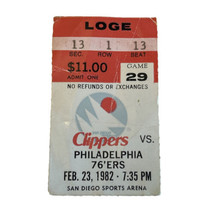 LOGE
13 1 13
SEC. ROW SEAT
$11.00
ADMIT ONE
GAME
29
NO REFUNDS OR EXCHANGES
Clippers VS.
PHILADELPHIA
76'ERS
FEB. 23, 1982 - 7:35 PM
SAN DIEGO SPORTS ARENA